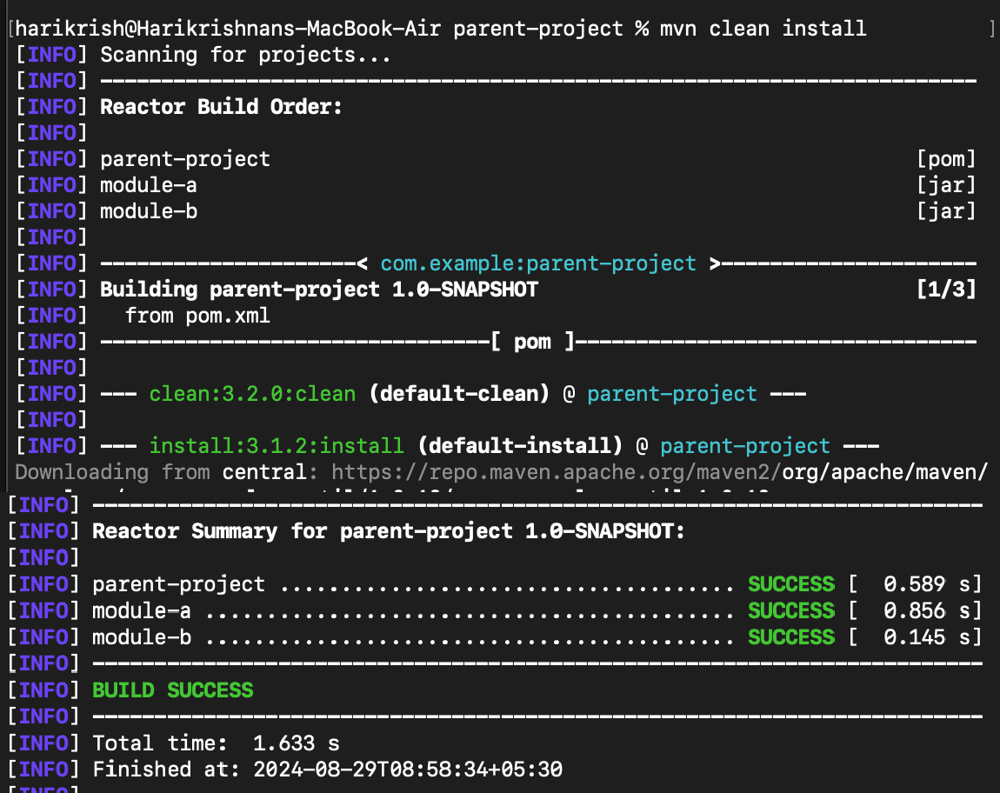 [harikrish@Harikrishnans-MacBook-Air parent-project % mvn clean install ]
[INFO] Scanning for projects...
[INFO] ------------------------------------------------------------------------
[INFO] Reactor Build Order:
[INFO]
[INFO] parent-project [pom]
[INFO] module-a [jar]
[INFO] module-b [jar]
[INFO]
[INFO] ---------------------< com.example:parent-project >---------------------
[INFO] Building parent-project 1.0-SNAPSHOT [1/3]
[INFO]   from pom.xml
[INFO] --------------------------------[ pom ]---------------------------------
[INFO]
[INFO] --- clean:3.2.0:clean (default-clean) @ parent-project ---
[INFO]
[INFO] --- install:3.1.2:install (default-install) @ parent-project ---
Downloading from central: https://repo.maven.apache.org/maven2/org/apache/maven/
[INFO] ------------------------------------------------------------------------
[INFO] Reactor Summary for parent-project 1.0-SNAPSHOT:
[INFO]
[INFO] parent-project ..................................... SUCCESS [  0.589 s]
[INFO] module-a ........................................... SUCCESS [  0.856 s]
[INFO] module-b ........................................... SUCCESS [  0.145 s]
[INFO] ------------------------------------------------------------------------
[INFO] BUILD SUCCESS
[INFO] ------------------------------------------------------------------------
[INFO] Total time:  1.633 s
[INFO] Finished at: 2024-08-29T08:58:34+05:30